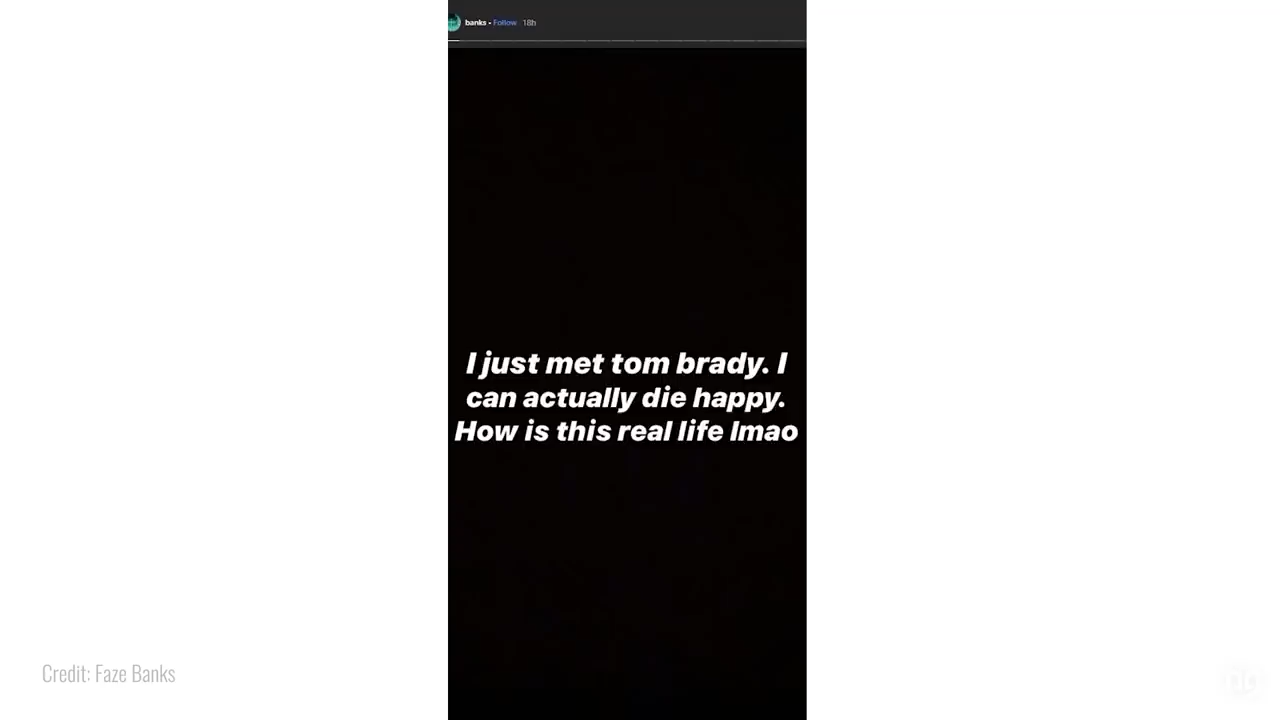 banks • Follow 18h
I just met tom brady. I
can actually die happy.
How is this real life lmao
Credit: Faze Banks